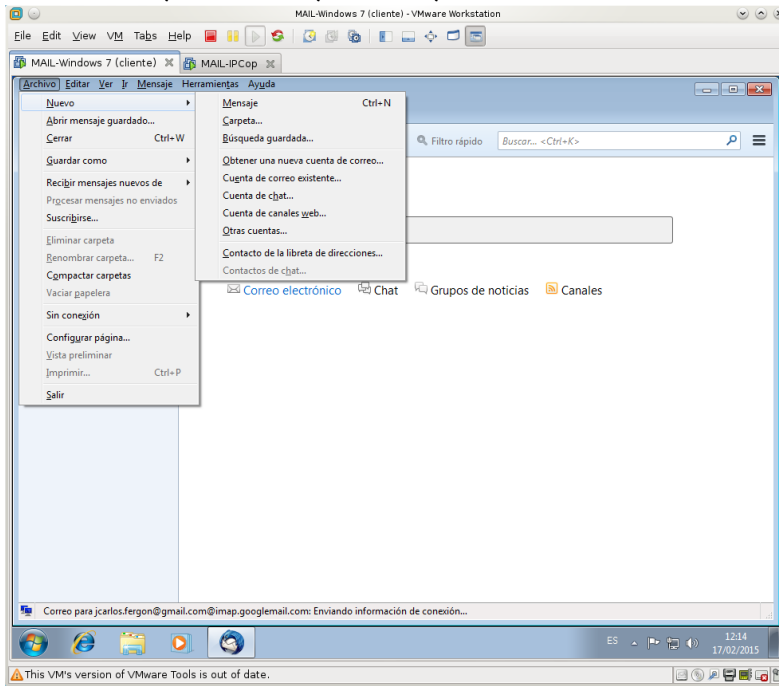 MAIL-Windows 7 (cliente) - VMware Workstation
File Edit View VM Tabs Help
MAIL-Windows 7 (cliente) MAIL-IPCop
Archivo Editar Ver Ir Mensaje Herramientas Ayuda
Nuevo
Abrir mensaje guardado...
Cerrar Ctrl+W
Guardar como
Recibir mensajes nuevos de
Procesar mensajes no enviados
Suscribirse...
Eliminar carpeta
Renombrar carpeta... F2
Compactar carpetas
Vaciar papelera
Sin conexión
Configurar página...
Vista preliminar
Imprimir... Ctrl+P
Salir
Mensaje Ctrl+N
Carpeta...
Búsqueda guardada...
Obtener una nueva cuenta de correo...
Cuenta de correo existente...
Cuenta de chat...
Cuenta de canales web...
Otras cuentas...
Contacto de la libreta de direcciones...
Contactos de chat...
Filtro rápido Buscar... <Ctrl+K>
Correo electrónico Chat Grupos de noticias Canales
Correo para jcarlos.fergon@gmail.com@imap.googlemail.com: Enviando información de conexión...
ES 12:14
17/02/2015
This VM's version of VMware Tools is out of date.